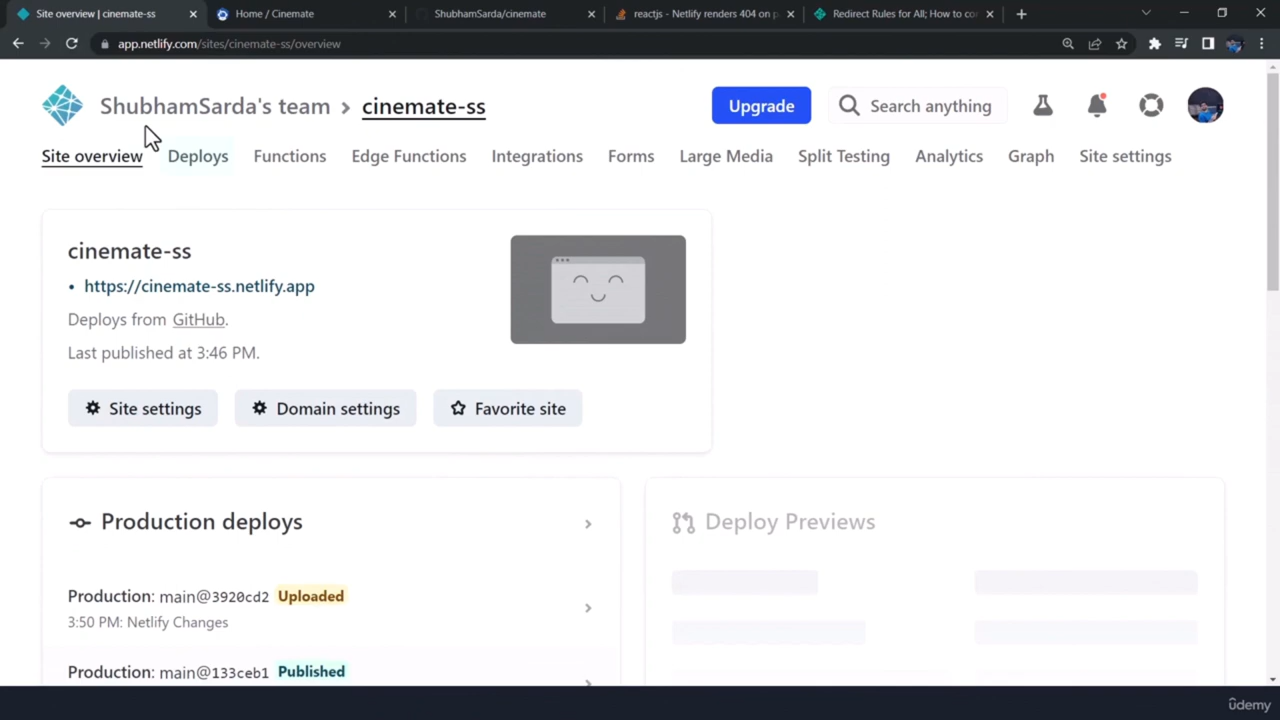 Site overview | cinemate-ss
Home / Cinemate
ShubhamSarda/cinemate
reactjs - Netlify renders 404 on p
Redirect Rules for All; How to co
app.netlify.com/sites/cinemate-ss/overview
ShubhamSarda's team > cinemate-ss
Upgrade
Search anything
Site overview
Deploys
Functions
Edge Functions
Integrations
Forms
Large Media
Split Testing
Analytics
Graph
Site settings
cinemate-ss
• https://cinemate-ss.netlify.app
Deploys from GitHub.
Last published at 3:46 PM.
Site settings
Domain settings
Favorite site
Production deploys
Deploy Previews
Production: main@3920cd2 Uploaded
3:50 PM: Netlify Changes
Production: main@133ceb1 Published
udemy